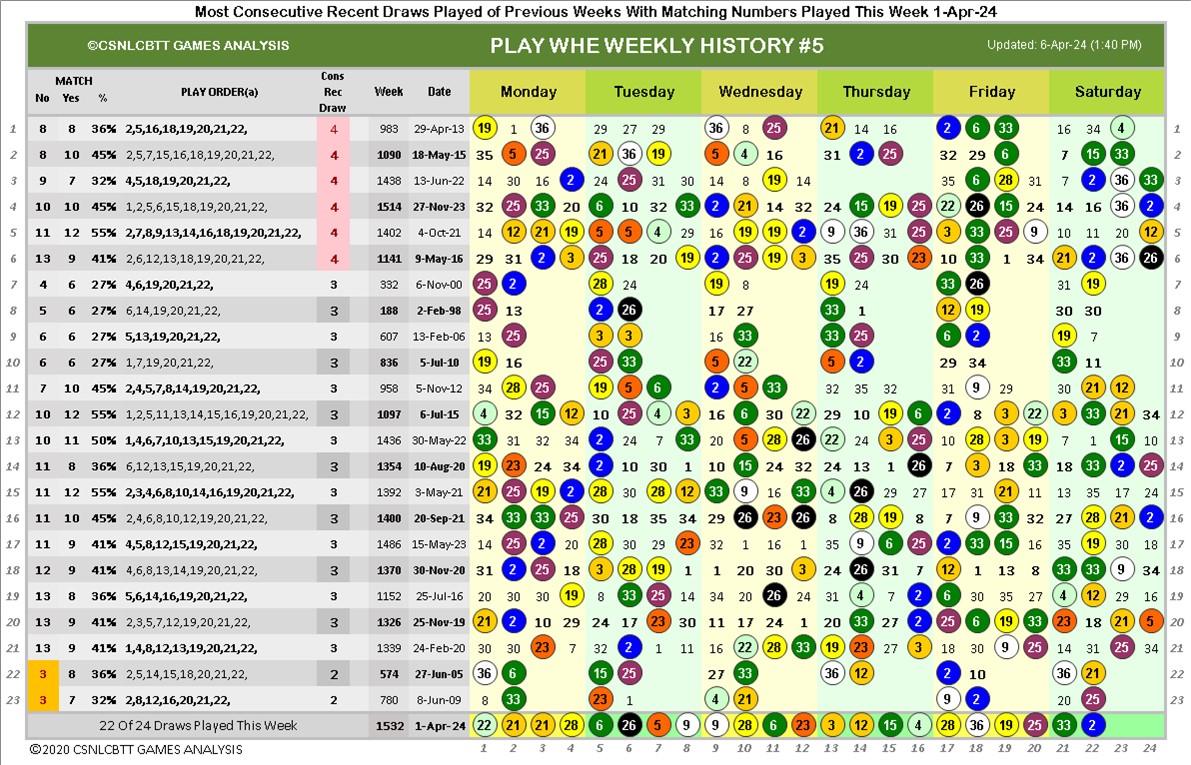 Most Consecutive Recent Draws Played of Previous Weeks With Matching Numbers Played This Week 1-Apr-24
©CSNLCBTT GAMES ANALYSIS PLAY WHE WEEKLY HISTORY #5 Updated: 6-Apr-24 (1:40 PM)
MATCH Cons
No Yes % PLAY ORDER(a) Rec Week Date Monday Tuesday Wednesday Thursday Friday Saturday
Draw
1 8 8 36% 2,5,16,18,19,20,21,22, 4 983 29-Apr-13 19 1 36 29 27 29 36 8 25 21 14 16 2 6 33 16 34 4 1
2 10 45% 2,5,7,15,16,18,19,20,21,22, 4 1090 18-May-15 35 5 25 21 36 19 5 4 16 31 2 25 32 29 6 7 15 33 2
3 9 32% 4,5,18,19,20,21,22, 4 1438 13-Jun-22 14 30 16 2 24 25 31 30 14 8 19 14 35 6 28 31 7 2 36 33 3
4 10 10 45% 1,2,5,6,15,18,19,20,21,22, 4 1514 27-Nov-23 32 25 33 20 6 10 32 33 2 21 14 32 24 15 19 25 22 26 15 24 14 16 36 2 4
5 11 12 55% 2,7,8,9,13,14,16,18,19,20,21,22, 4 1402 4-Oct-21 14 12 21 19 5 5 4 29 16 19 19 2 9 36 31 25 3 33 25 9 10 11 20 12 5
6 13 9 41% 2,6,12,13,18,19,20,21,22, 4 1141 9-May-16 29 31 2 3 25 18 20 19 2 25 19 3 35 25 30 23 10 33 1 34 21 2 36 26 6
7 4 6 27% 4,6,19,20,21,22, 3 332 6-Nov-00 25 2 28 24 19 8 19 24 33 26 31 19 7
8 5 6 27% 6,14,19,20,21,22, 3 188 2-Feb-98 25 13 2 26 17 27 33 1 12 19 30 30 8
9 6 27% 5,13,19,20,21,22, 3 607 13-Feb-06 13 25 3 3 16 33 33 25 6 2 19 7 9
10 6 27% 1,7,19,20,21,22, 3 836 5-Jul-10 19 16 25 33 5 22 5 2 29 34 33 11 10
11 7 10 45% 2,4,5,7,8,14,19,20,21,22, 3 958 5-Nov-12 34 28 25 19 5 6 2 5 33 32 35 32 31 9 29 30 21 12 11
12 10 12 55% 1,2,5,11,13,14,15,16,19,20,21,22, 3 1097 6-Jul-15 4 32 15 12 10 25 4 3 16 6 30 22 29 10 19 6 2 8 3 22 3 33 21 34 12
13 10 11 50% 1,4,6,7,10,13,15,19,20,21,22, 3 1436 30-May-22 33 31 32 34 2 24 7 33 20 5 28 26 22 24 3 25 10 28 3 19 7 1 15 10 13
14 11 8 36% 6,12,13,15,19,20,21,22, 3 1354 10-Aug-20 19 23 24 34 2 10 30 1 10 15 24 32 24 13 1 26 7 3 18 33 18 33 2 25 14
15 11 12 55% 2,3,4,6,8,10,14,16,19,20,21,22, 3 1392 3-May-21 21 25 19 2 28 30 28 12 33 9 16 33 4 26 29 27 17 31 21 11 13 35 17 24 15
16 11 10 45% 2,4,6,8,10,12,19,20,21,22, 3 1400 20-Sep-21 34 33 33 25 30 18 35 34 29 26 23 26 8 28 19 8 7 9 33 32 27 28 21 2 16
17 11 9 41% 4,5,8,12,15,19,20,21,22, 3 1486 15-May-23 14 25 2 20 28 30 29 23 32 1 16 1 35 9 6 25 2 33 15 16 35 19 30 18 17
18 12 9 41% 4,6,8,13,14,19,20,21,22, 3 1370 30-Nov-20 31 2 25 18 3 28 19 1 1 20 30 3 24 26 31 7 12 1 13 8 33 33 9 34 18
19 13 8 36% 5,6,14,16,19,20,21,22, 3 1152 25-Jul-16 20 30 30 19 8 33 25 14 30 24 26 20 31 4 7 2 6 30 35 31 4 12 29 16 19
20 13 9 41% 2,3,5,7,12,19,20,21,22, 3 1326 25-Nov-19 21 2 10 29 24 17 23 30 11 17 24 1 20 33 27 2 25 6 19 33 23 18 21 5 20
21 13 9 41% 1,4,8,12,13,19,20,21,22, 3 1339 24-Feb-20 30 30 23 7 32 2 1 11 16 22 28 33 19 23 27 3 18 30 9 25 14 31 25 34 21
22 3 8 36% 2,5,14,15,18,20,21,22, 2 574 27-Jun-05 36 6 15 25 27 33 36 12 2 10 36 21 22
23 3 7 32% 2,8,12,16,20,21,22, 2 8-Jun-09 8 33 23 1 4 21 9 2 20 25 23
22 Of 24 Draws Played This Week 1532 1-Apr-24 22 21 21 28 6 26 5 9 9 28 6 23 3 12 15 4 28 36 19 25 33 2
©2020 CSNLCBTT GAMES ANALYSIS 1 2 3 4 5 6 7 8 9 10 11 12 13 14 15 16 17 18 19 20 21 22 23 24